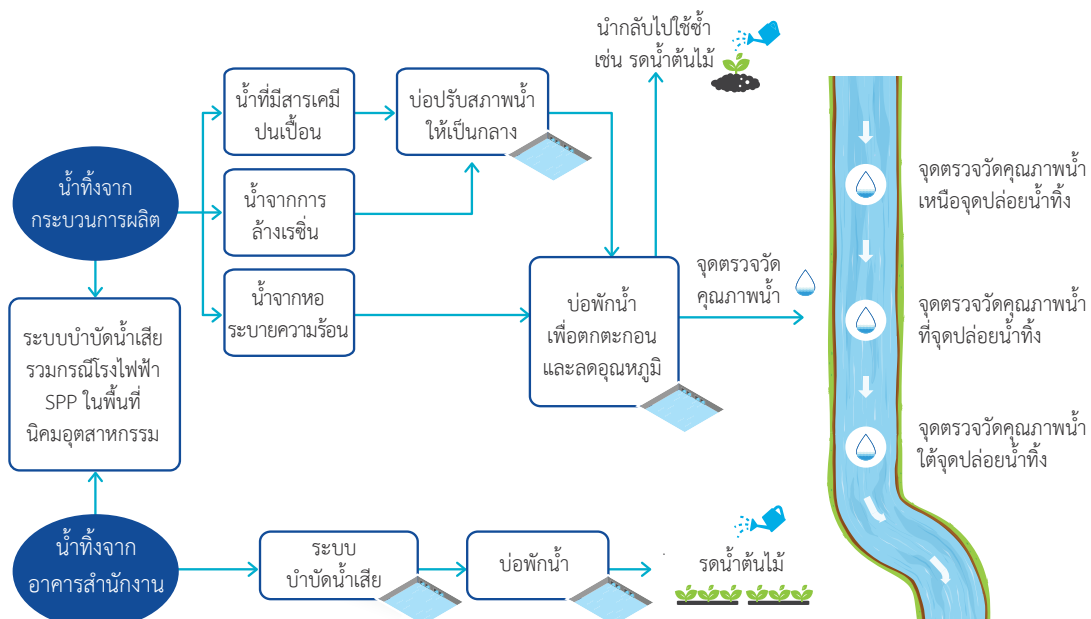 นำกลับไปใช้ซ้ำ
เช่น รดน้ำต้นไม้
น้ำที่มีสารเคมี
ปนเปื้อน
บ่อปรับสภาพน้ำ
ให้เป็นกลาง
น้ำทิ้งจาก
กระบวนการผลิต
น้ำจากการ
ล้างเรซิ่น
น้ำจากหอ
ระบายความร้อน
บ่อพักน้ำ
เพื่อตกตะกอน
และลดอุณหภูมิ
จุดตรวจวัด
คุณภาพน้ำ
จุดตรวจวัดคุณภาพน้ำ
เหนือจุดปล่อยน้ำทิ้ง
จุดตรวจวัดคุณภาพน้ำ
ที่จุดปล่อยน้ำทิ้ง
จุดตรวจวัดคุณภาพน้ำ
ใต้จุดปล่อยน้ำทิ้ง
ระบบบำบัดน้ำเสีย
รวมกรณีโรงไฟฟ้า
SPP ในพื้นที่
นิคมอุตสาหกรรม
น้ำทิ้งจาก
อาคารสำนักงาน
ระบบ
บำบัดน้ำเสีย
บ่อพักน้ำ
รดน้ำต้นไม้